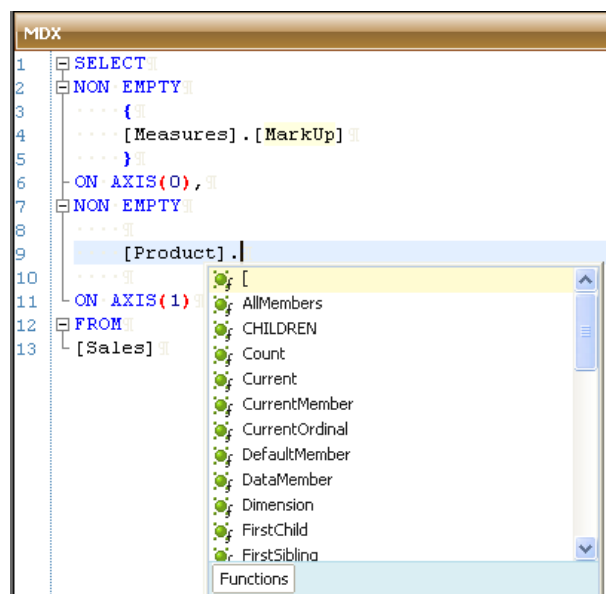 MDX
1 SELECT
2 NON EMPTY
3 {
4 [Measures].[MarkUp]
5 }
6 ON AXIS(0),
7 NON EMPTY
8
9 [Product].
10
11 ON AXIS(1)
12 FROM
13 [Sales]
[
AllMembers
CHILDREN
Count
Current
CurrentMember
CurrentOrdinal
DefaultMember
DataMember
Dimension
FirstChild
FirstSibling
Functions